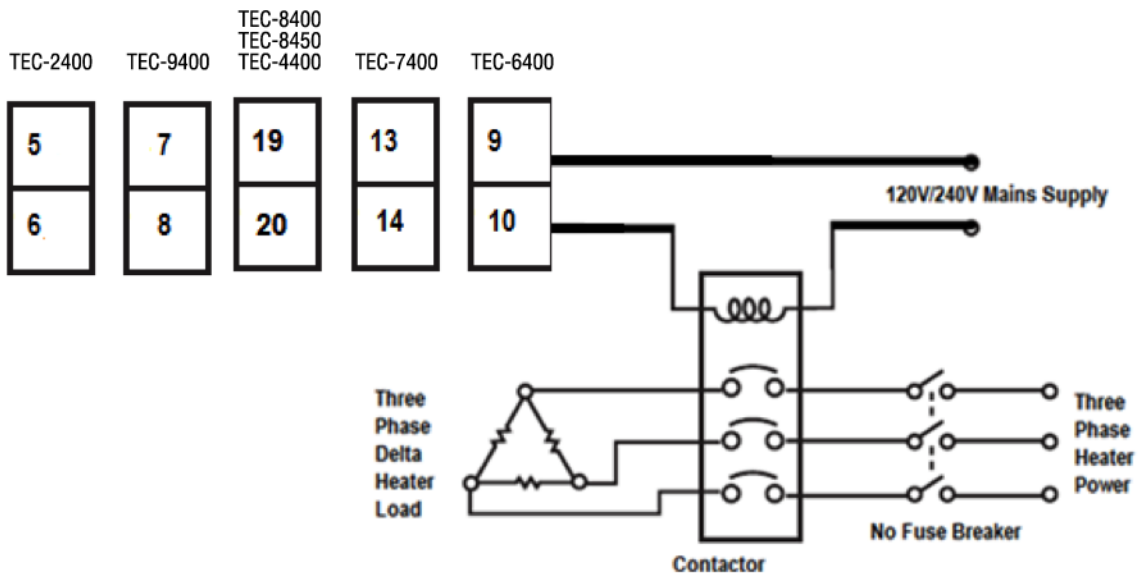 TEC-8400
TEC-8450
TEC-2400 TEC-9400 TEC-4400 TEC-7400 TEC-6400
5 7 19 13 9
6 8 20 14 10
120V/240V Mains Supply
Three
Phase
Delta
Heater
Load
Three
Phase
Heater
Power
No Fuse Breaker
Contactor